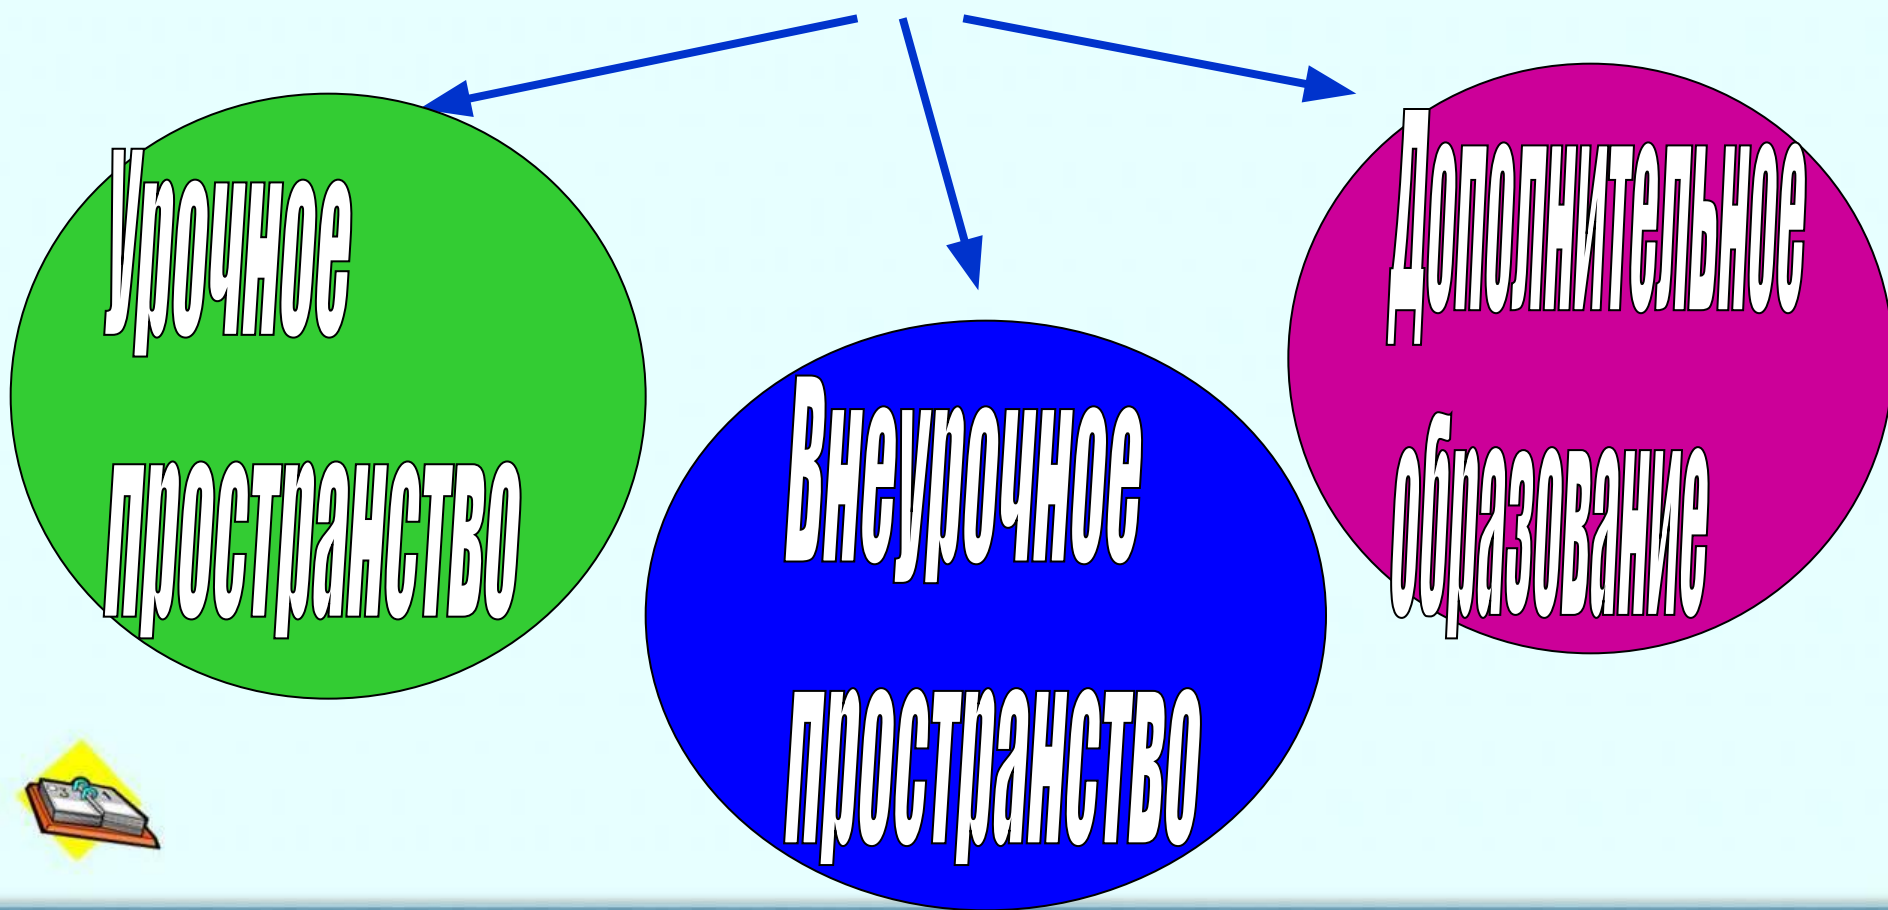 Урочное
пространство
Внеурочное
пространство
Дополнительное
образование